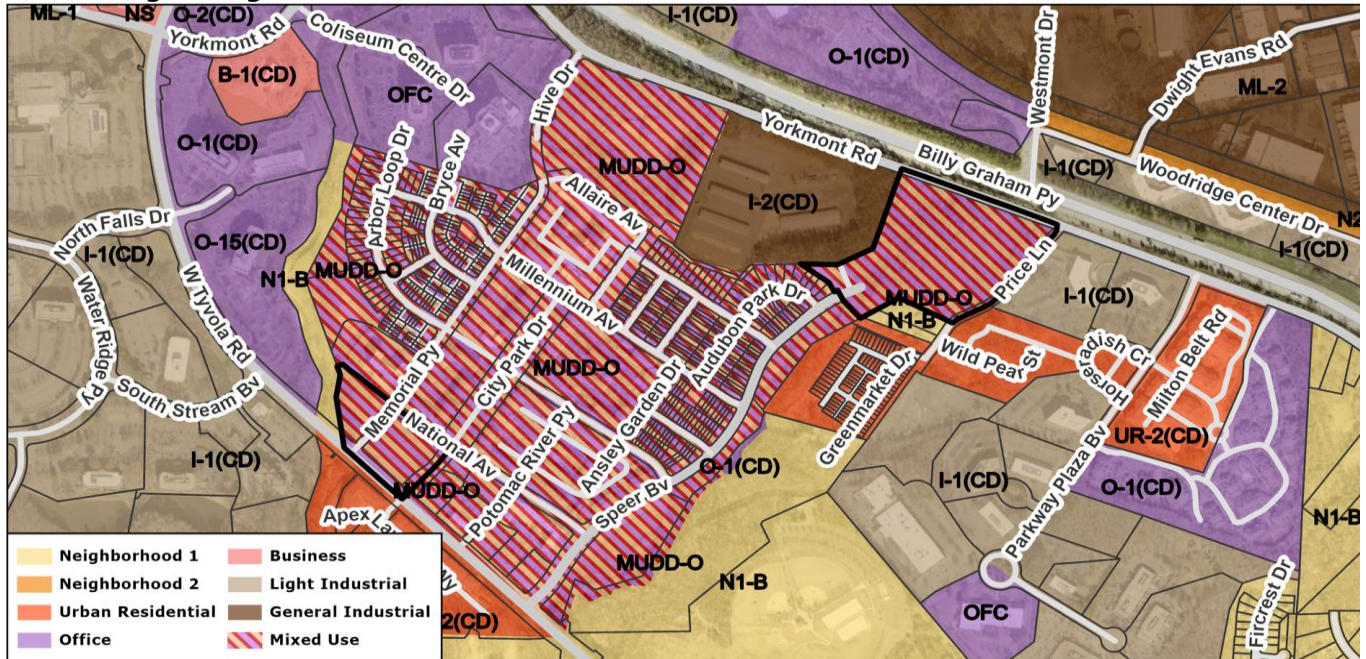 ML-1
NS
O-2(CD)
I-1(CD)
Westmont Dr
Dwight Evans Rd
Yorkmont Rd
Coliseum Centre Dr
B-1(CD)
OFC
Hive Dr
O-1(CD)
ML-2
O-1(CD)
Arbor Loop Dr
Bryce Av
MUDD-O
Yorkmont Rd
Billy Graham Py
I-1(CD)
Woodridge Center Dr
Allaire Av
I-2(CD)
N2
North Falls Dr
I-1(CD)
O-15(CD)
N1-B
MUDD-O
Millennium Av
Audubon Park Dr
MUDD-O
Price Ln
I-1(CD)
I-1(CD)
Water Ridge Py
W Tyvola Rd
N1-B
South Stream Bv
Memorial Py
City Park Dr
MUDD-O
Ansley Garden Dr
Greenmarket Dr
Wild Pear St
Milton Belt Rd
National Av
Potomac River Py
UR-2(CD)
I-1(CD)
MUDD-O
O-1(CD)
I-1(CD)
O-1(CD)
Speer Bv
Parkway Plaza Bv
N1-B
MUDD-O
N1-B
OFC
Fircrest Dr
2(CD)
Neighborhood 1
Business
Neighborhood 2
Light Industrial
Urban Residential
General Industrial
Office
Mixed Use